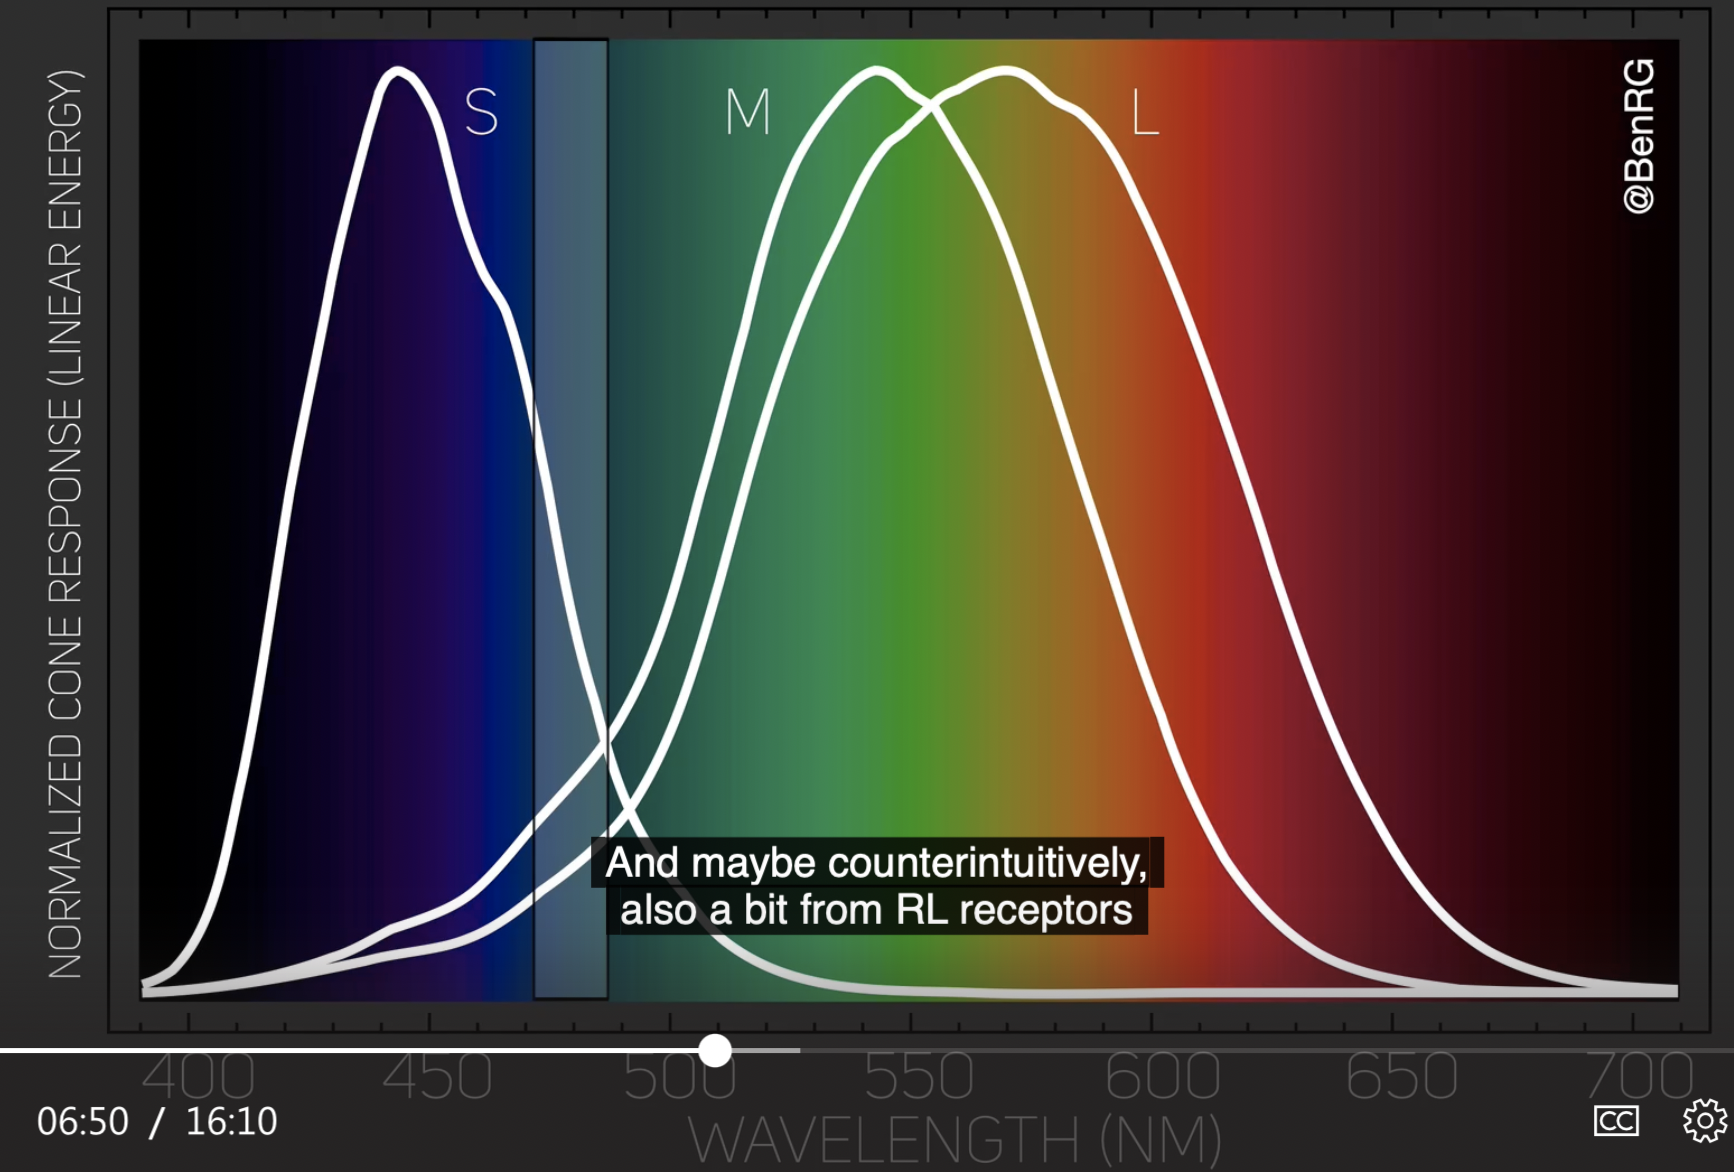 NORMALIZED CONE RESPONSE (LINEAR ENERGY)
S
M
L
@BenRG
And maybe counterintuitively,
also a bit from RL receptors
400 450 500 550 600 650 700
WAVELENGTH (NM)
06:50 / 16:10
CC